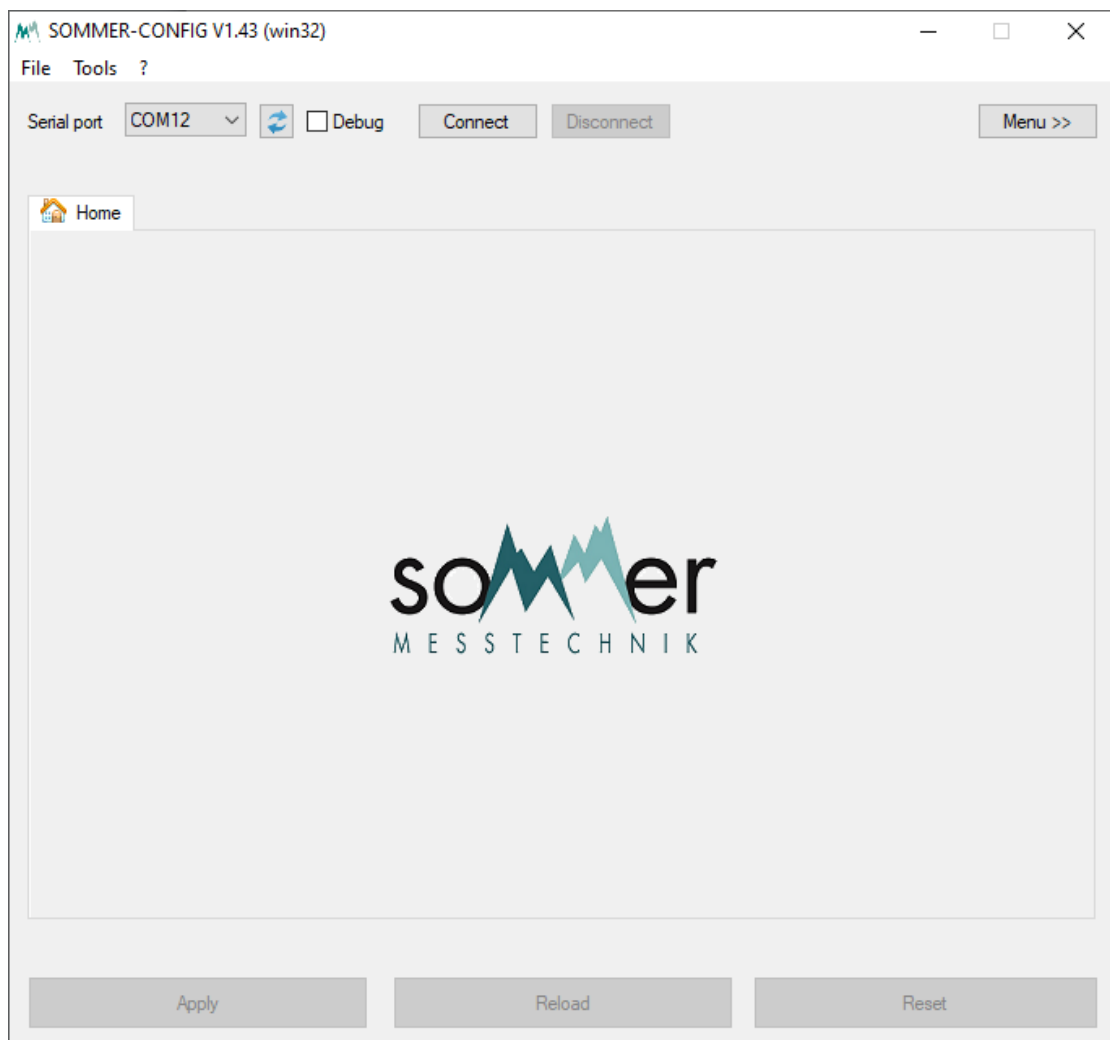 SOMMER-CONFIG V1.43 (win32)
File Tools ?
Serial port COM12 Debug Connect Disconnect Menu >>
Home
sommer
MESSTECHNIK
Apply Reload Reset